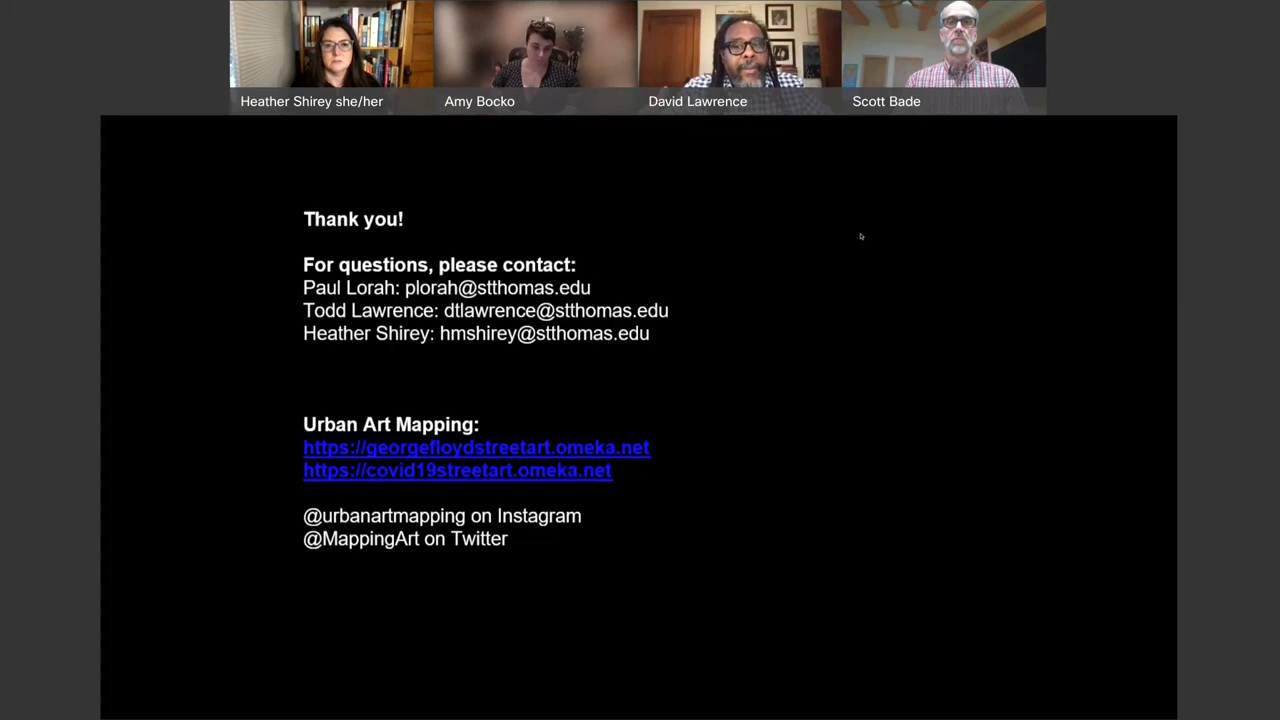 Heather Shirey she/her
Amy Bocko
David Lawrence
Scott Bade
Thank you!
For questions, please contact:
Paul Lorah: plorah@stthomas.edu
Todd Lawrence: dtlawrence@stthomas.edu
Heather Shirey: hmshirey@stthomas.edu
Urban Art Mapping:
https://georgefloydstreetart.omeka.net
https://covid19streetart.omeka.net
@urbanartmapping on Instagram
@MappingArt on Twitter